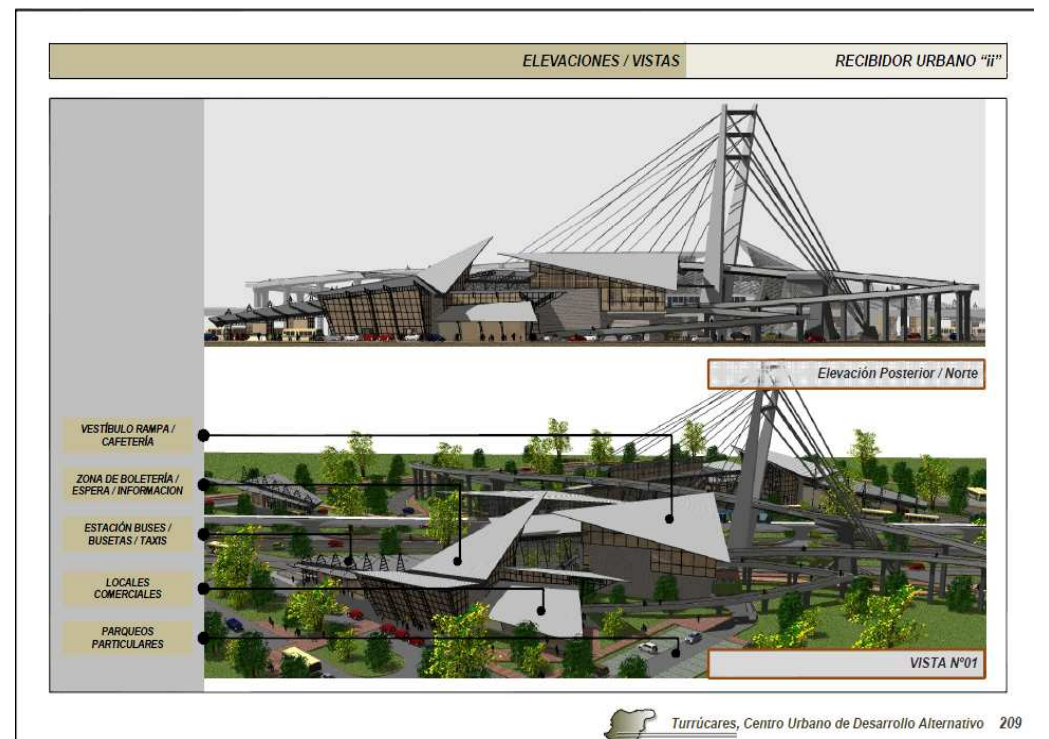 ELEVACIONES / VISTAS
RECIBIDOR URBANO “ii”
Elevación Posterior / Norte
VESTÍBULO RAMPA /
CAFETERÍA
ZONA DE BOLETERÍA /
ESPERA / INFORMACION
ESTACIÓN BUSES /
BUSETAS / TAXIS
LOCALES
COMERCIALES
PARQUEOS
PARTICULARES
VISTA Nº01
Turrúcares, Centro Urbano de Desarrollo Alternativo 209